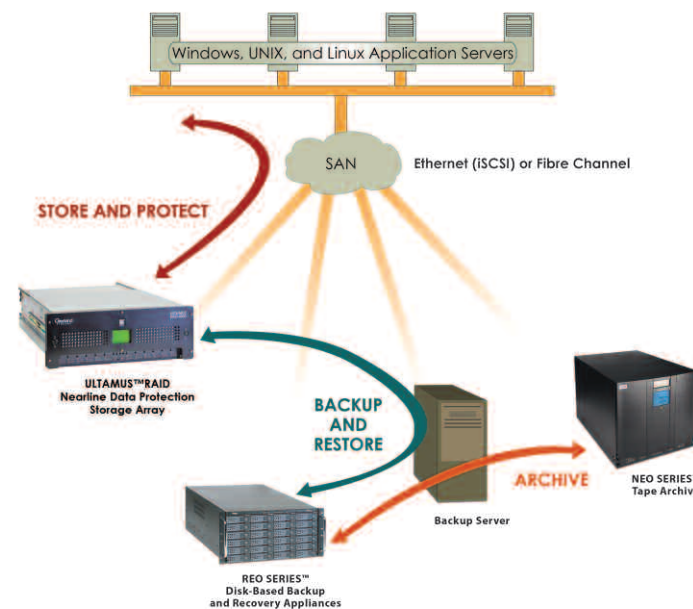 Windows, UNIX, and Linux Application Servers
SAN
Ethernet (iSCSI) or Fibre Channel
STORE AND PROTECT
ULTAMUS™RAID
Nearline Data Protection
Storage Array
BACKUP
AND
RESTORE
ARCHIVE
NEO SERIES
Tape Archiv
Backup Server
REO SERIES™
Disk-Based Backup
and Recovery Appliances